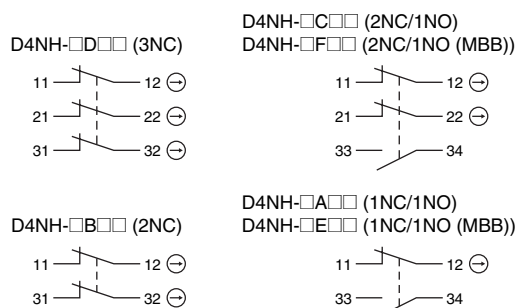 D4NH-□D□□ (3NC)
11 12
21 22
31 32
D4NH-□C□□ (2NC/1NO)
D4NH-□F□□ (2NC/1NO (MBB))
11 12
21 22
33 34
D4NH-□B□□ (2NC)
11 12
31 32
D4NH-□A□□ (1NC/1NO)
D4NH-□E□□ (1NC/1NO (MBB))
11 12
33 34